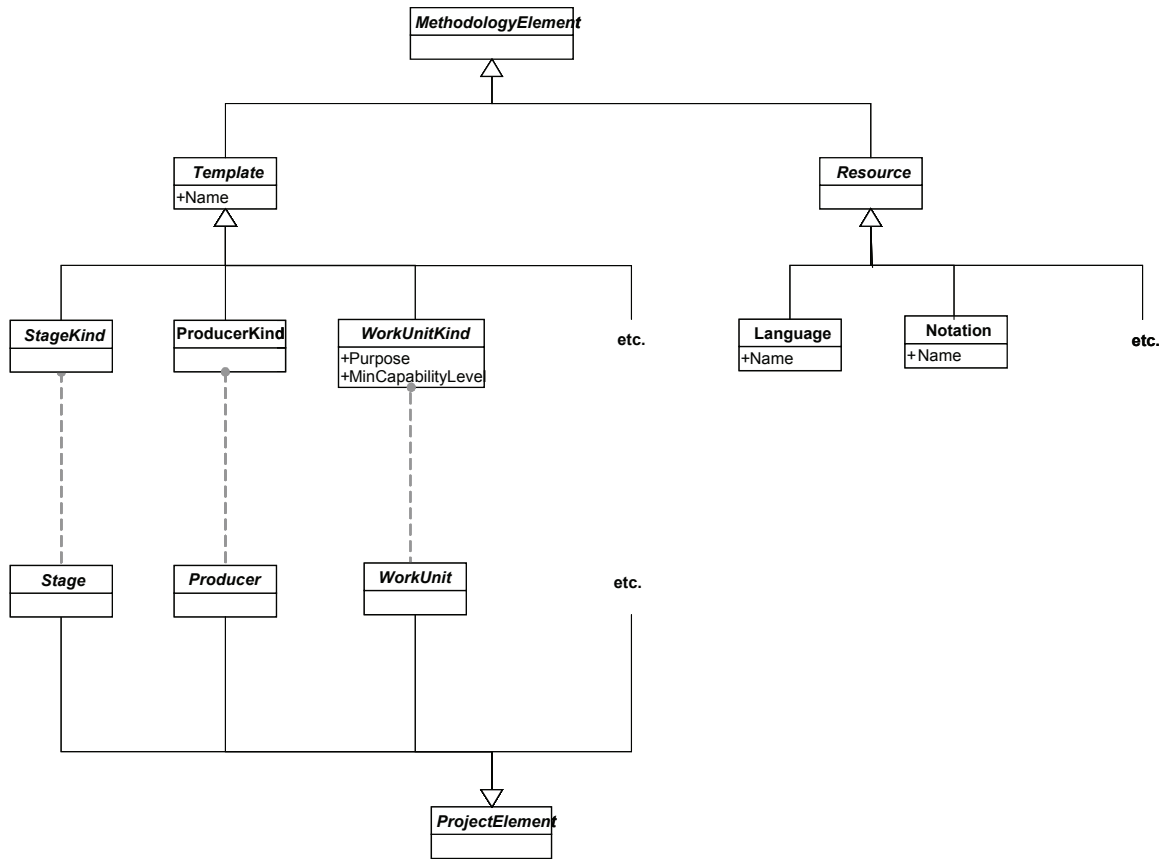 MethodologyElement
Template
+Name
Resource
StageKind
ProducerKind
WorkUnitKind
+Purpose
+MinCapabilityLevel
etc.
Language
+Name
Notation
+Name
etc.
Stage
Producer
WorkUnit
etc.
ProjectElement